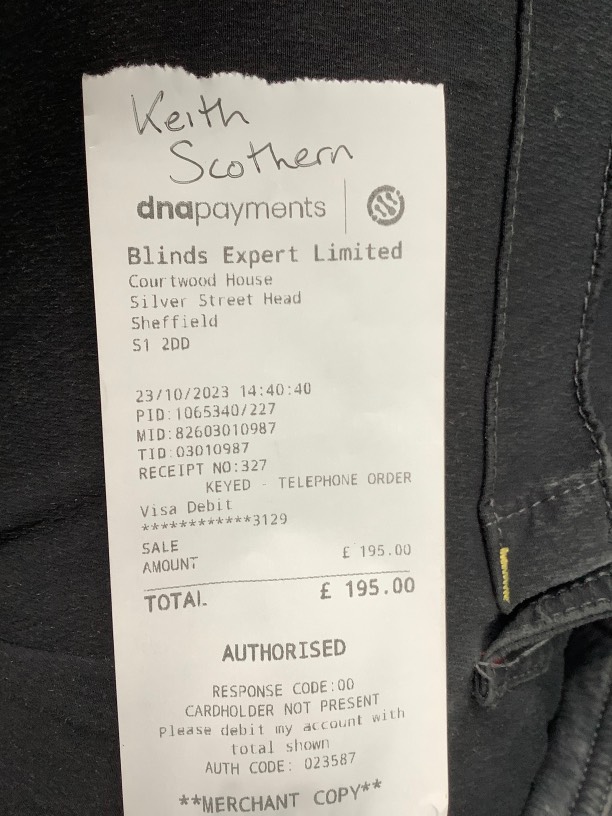 Keith
Scothern
dnapayments
Blinds Expert Limited
Courtwood House
Silver Street Head
Sheffield
S1 2DD
23/10/2023 14:40:40
PID:1065340/227
MID:82603010987
TID:03010987
RECEIPT NO:327
KEYED - TELEPHONE ORDER
Visa Debit
************3129
SALE
AMOUNT £ 195.00
TOTAL £ 195.00
AUTHORISED
RESPONSE CODE:00
CARDHOLDER NOT PRESENT
Please debit my account with
total shown
AUTH CODE: 023587
**MERCHANT COPY**